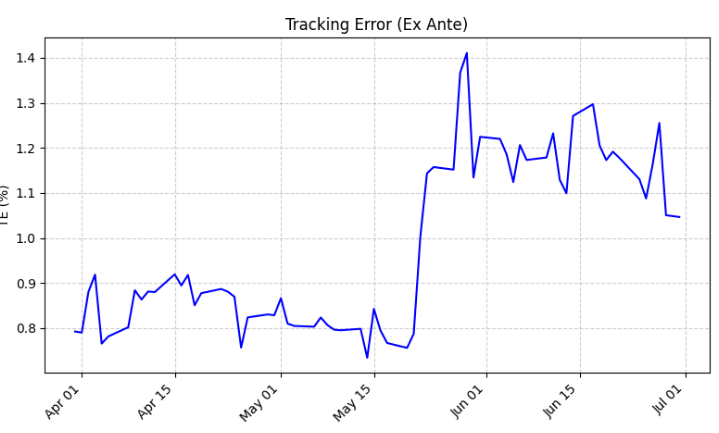 Tracking Error (Ex Ante)
TE (%)
1.4
1.3
1.2
1.1
1.0
0.9
0.8
Apr 01
Apr 15
May 01
May 15
Jun 01
Jun 15
Jul 01